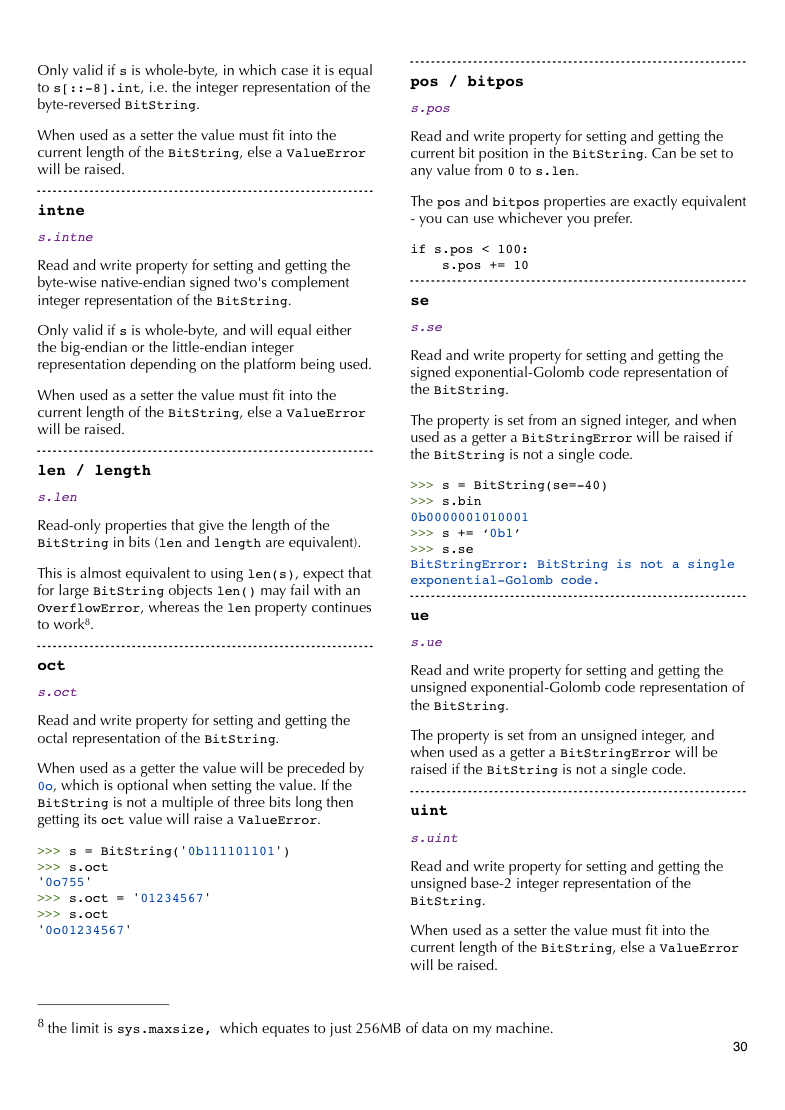 Only valid if s is whole-byte, in which case it is equal
to s[::-8].int, i.e. the integer representation of the
byte-reversed BitString.
When used as a setter the value must fit into the
current length of the BitString, else a ValueError
will be raised.
intne
s.intne
Read and write property for setting and getting the
byte-wise native-endian signed two's complement
integer representation of the BitString.
Only valid if s is whole-byte, and will equal either
the big-endian or the little-endian integer
representation depending on the platform being used.
When used as a setter the value must fit into the
current length of the BitString, else a ValueError
will be raised.
len / length
s.len
Read-only properties that give the length of the
BitString in bits (len and length are equivalent).
This is almost equivalent to using len(s), expect that
for large BitString objects len() may fail with an
OverflowError, whereas the len property continues
to work8.
oct
s.oct
Read and write property for setting and getting the
octal representation of the BitString.
When used as a getter the value will be preceded by
0o, which is optional when setting the value. If the
BitString is not a multiple of three bits long then
getting its oct value will raise a ValueError.
>>> s = BitString('0b111101101')
>>> s.oct
'0o755'
>>> s.oct = '01234567'
>>> s.oct
'0o01234567'
pos / bitpos
s.pos
Read and write property for setting and getting the
current bit position in the BitString. Can be set to
any value from 0 to s.len.
The pos and bitpos properties are exactly equivalent
- you can use whichever you prefer.
if s.pos < 100:
    s.pos += 10
se
s.se
Read and write property for setting and getting the
signed exponential-Golomb code representation of
the BitString.
The property is set from an signed integer, and when
used as a getter a BitStringError will be raised if
the BitString is not a single code.
>>> s = BitString(se=-40)
>>> s.bin
0b0000001010001
>>> s += ‘0b1’
>>> s.se
BitStringError: BitString is not a single
exponential-Golomb code.
ue
s.ue
Read and write property for setting and getting the
unsigned exponential-Golomb code representation of
the BitString.
The property is set from an unsigned integer, and
when used as a getter a BitStringError will be
raised if the BitString is not a single code.
uint
s.uint
Read and write property for setting and getting the
unsigned base-2 integer representation of the
BitString.
When used as a setter the value must fit into the
current length of the BitString, else a ValueError
will be raised.
8 the limit is sys.maxsize, which equates to just 256MB of data on my machine.
30